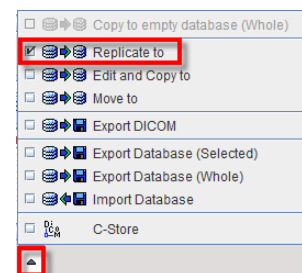 Copy to empty database (Whole)
Replicate to
Edit and Copy to
Move to
Export DICOM
Export Database (Selected)
Export Database (Whole)
Import Database
C-Store